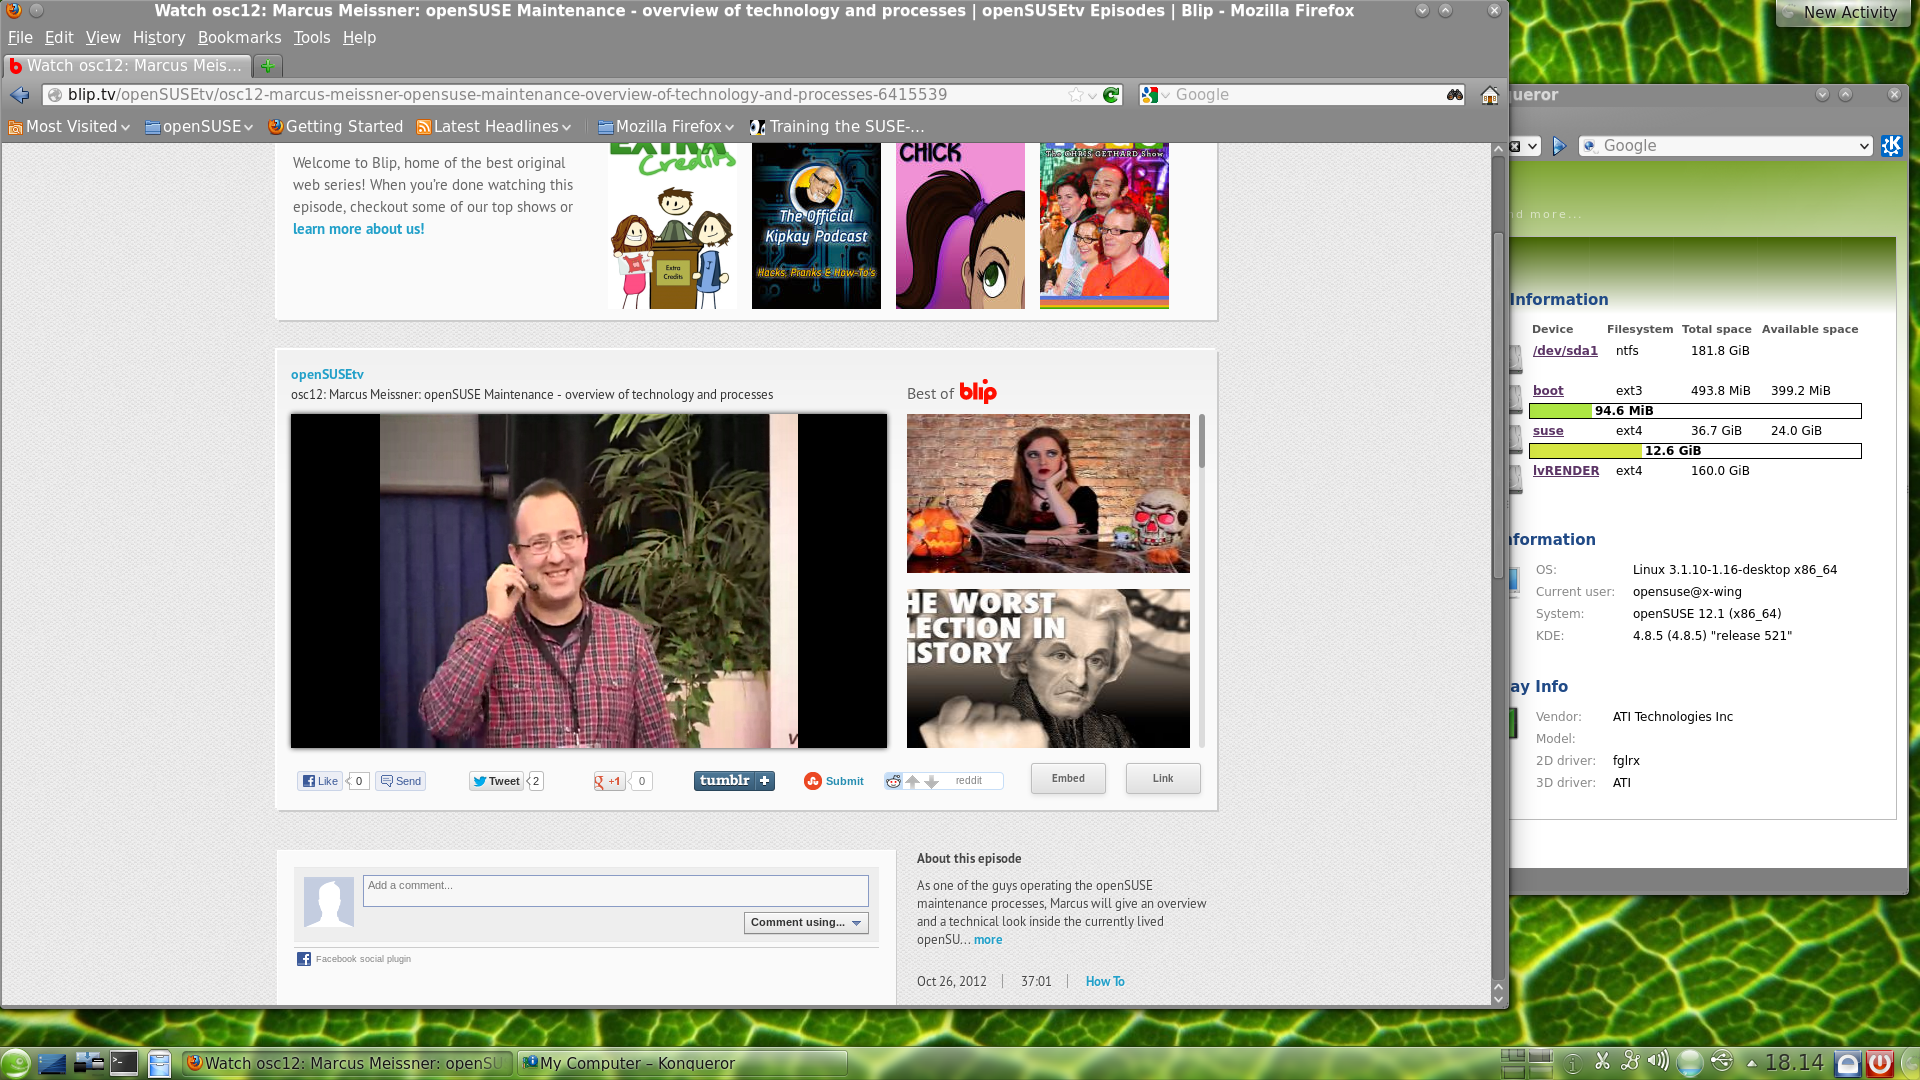 Watch osc12: Marcus Meissner: openSUSE Maintenance - overview of technology and processes | openSUSEtv Episodes | Blip - Mozilla Firefox
New Activity
File Edit View History Bookmarks Tools Help
Watch osc12: Marcus Meis...
blip.tv/openSUSEtv/osc12-marcus-meissner-opensuse-maintenance-overview-of-technology-and-processes-6415539
Google
Most Visited openSUSE Getting Started Latest Headlines Mozilla Firefox Training the SUSE-...
Welcome to Blip, home of the best original
web series! When you're done watching this
episode, checkout some of our top shows or
learn more about us!
EXTRA
Credits
Extra
Credits
The Official
Kipkay Podcast
Hacks, Pranks & How-To's
CHICK
The CHRIS GETHARD Show
openSUSEtv
osc12: Marcus Meissner: openSUSE Maintenance - overview of technology and processes
Best of blip
HE WORST
LECTION IN
ISTORY
Like 0 Send Tweet 2 +1 0 tumblr + Submit reddit Embed Link
Add a comment...
Comment using...
Facebook social plugin
About this episode
As one of the guys operating the openSUSE
maintenance processes, Marcus will give an overview
and a technical look inside the currently lived
openSU... more
Oct 26, 2012 37:01 How To
ueror
Google
nd more...
Information
Device Filesystem Total space Available space
/dev/sda1 ntfs 181.8 GiB
boot ext3 493.8 MiB 399.2 MiB
94.6 MiB
suse ext4 36.7 GiB 24.0 GiB
12.6 GiB
lvRENDER ext4 160.0 GiB
nformation
OS: Linux 3.1.10-1.16-desktop x86_64
Current user: opensuse@x-wing
System: openSUSE 12.1 (x86_64)
KDE: 4.8.5 (4.8.5) "release 521"
ay Info
Vendor: ATI Technologies Inc
Model:
2D driver: fglrx
3D driver: ATI
Watch osc12: Marcus Meissner: openSU
My Computer – Konqueror
18.14